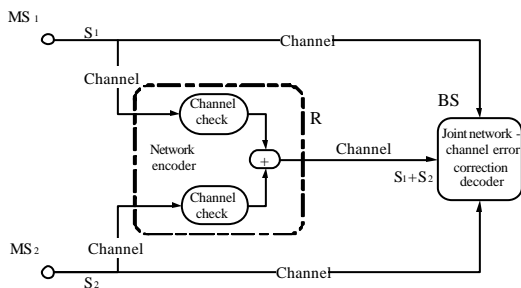 MS1
S1
Channel
Channel
Channel
check
R
BS
Network
encoder
+
Channel
S1+S2
Joint network -
channel error
correction
decoder
Channel
check
Channel
MS2
S2
Channel